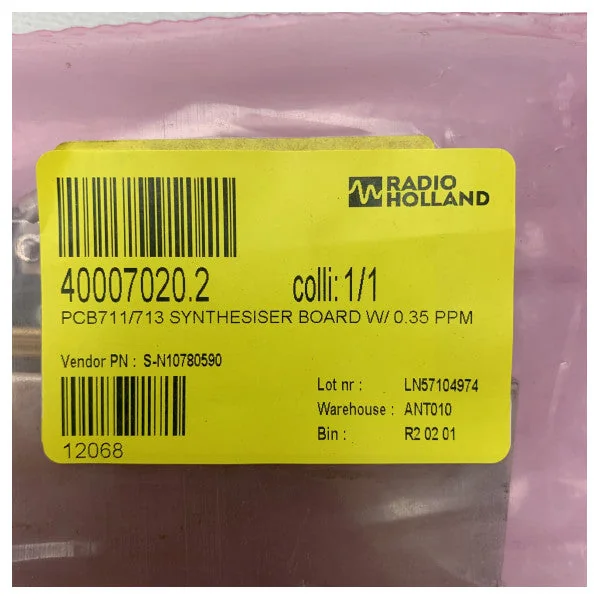 RADIO
HOLLAND
40007020.2 colli: 1/1
PCB711/713 SYNTHESISER BOARD W/ 0.35 PPM
Vendor PN : S-N10780590
Lot nr : LN57104974
Warehouse : ANT010
Bin : R2 02 01
12068